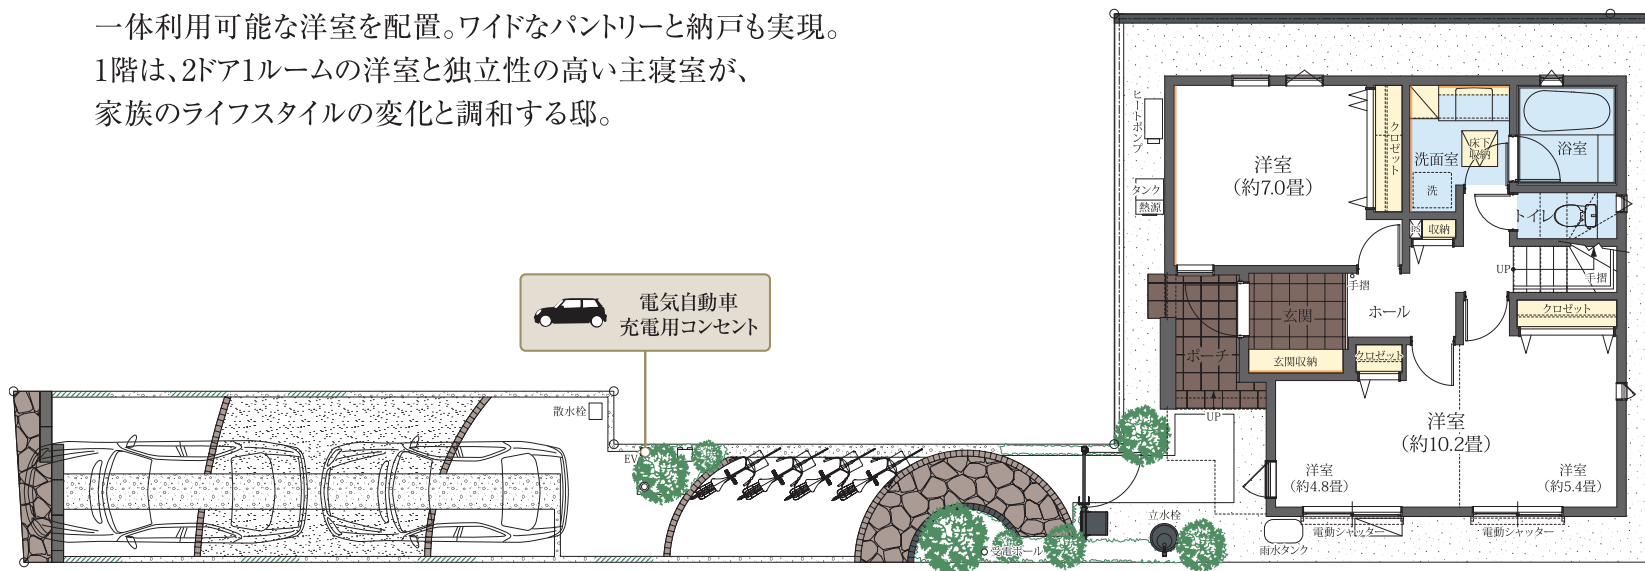 一体利用可能な洋室を配置。ワイドなパントリーと納戸も実現。
1階は、2ドア1ルームの洋室と独立性の高い主寝室が、
家族のライフスタイルの変化と調和する邸。
電気自動車
充電用コンセント
散水栓
EV
受電ポール
立水栓
雨水タンク
ヒートポンプ
タンク
熱源
洋室
(約7.0畳)
クロゼット
洗面室
床下
収納
洗
浴室
トイレ
PS
収納
UP
手摺
手摺
ホール
玄関
玄関収納
ポーチ
UP
クロゼット
クロゼット
洋室
(約10.2畳)
洋室
(約4.8畳)
洋室
(約5.4畳)
電動シャッター
電動シャッター